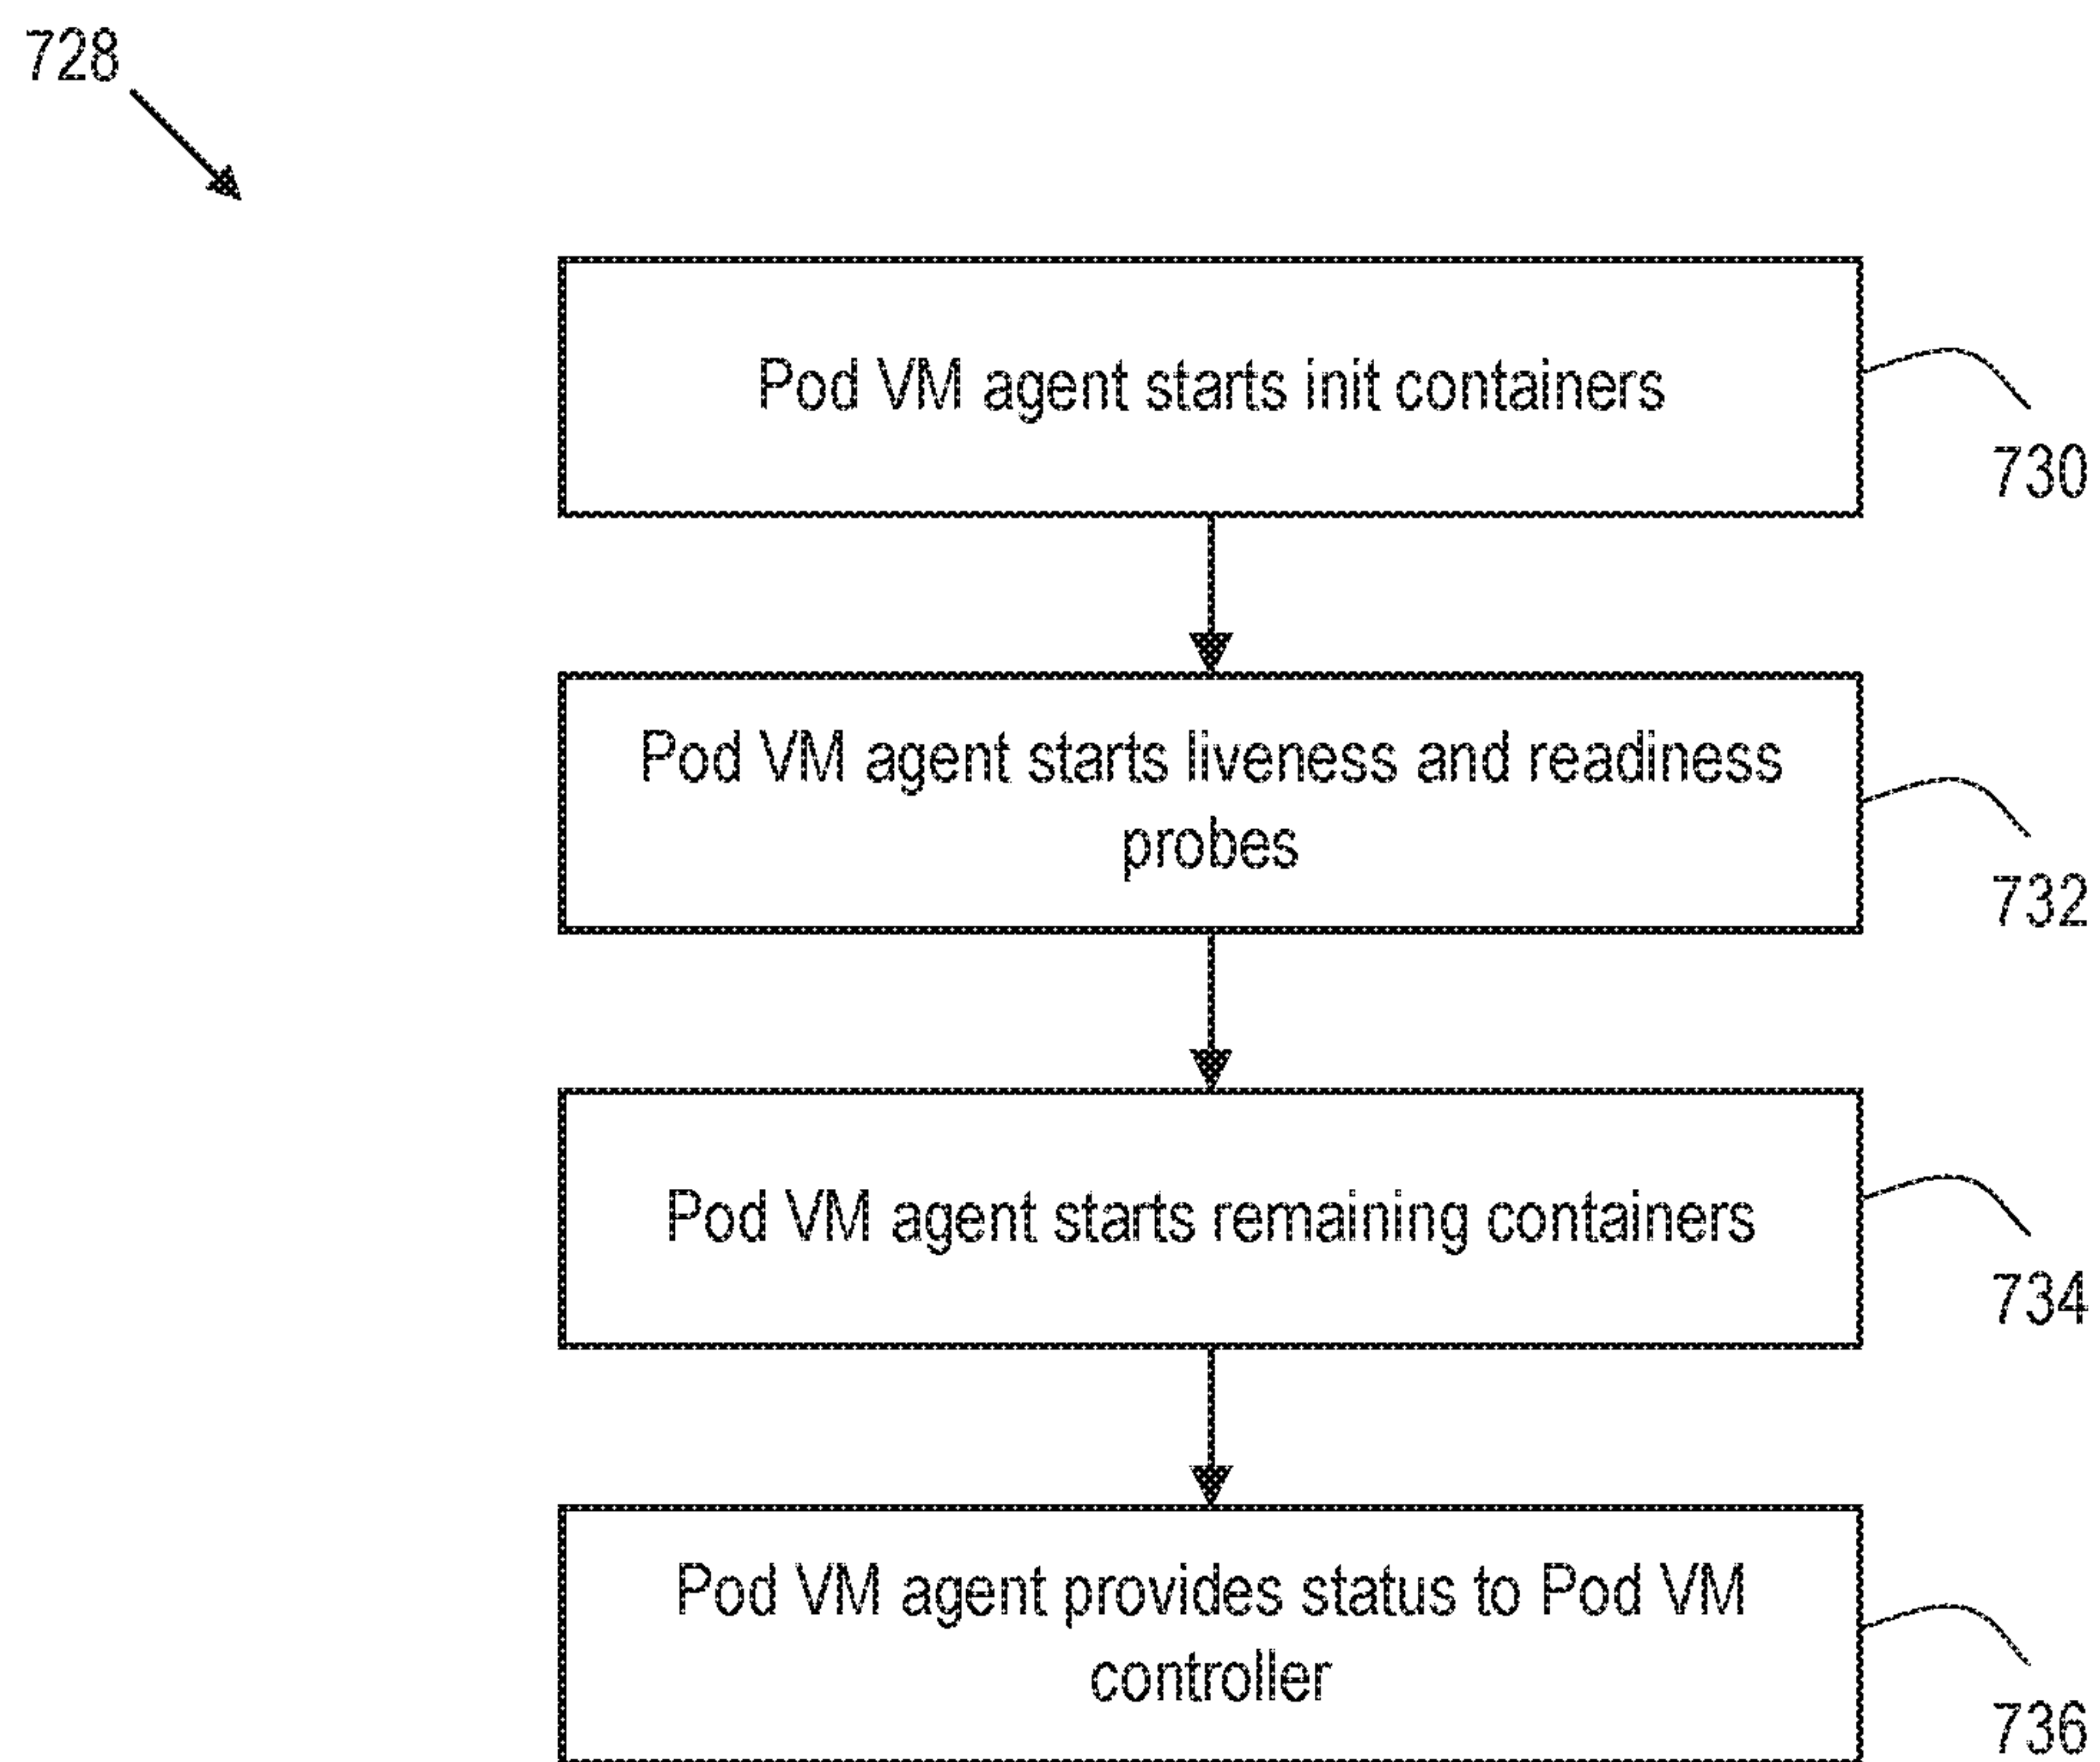 728
Pod VM agent starts init containers
730
Pod VM agent starts liveness and readiness
probes
732
Pod VM agent starts remaining containers
734
Pod VM agent provides status to Pod VM
controller
736